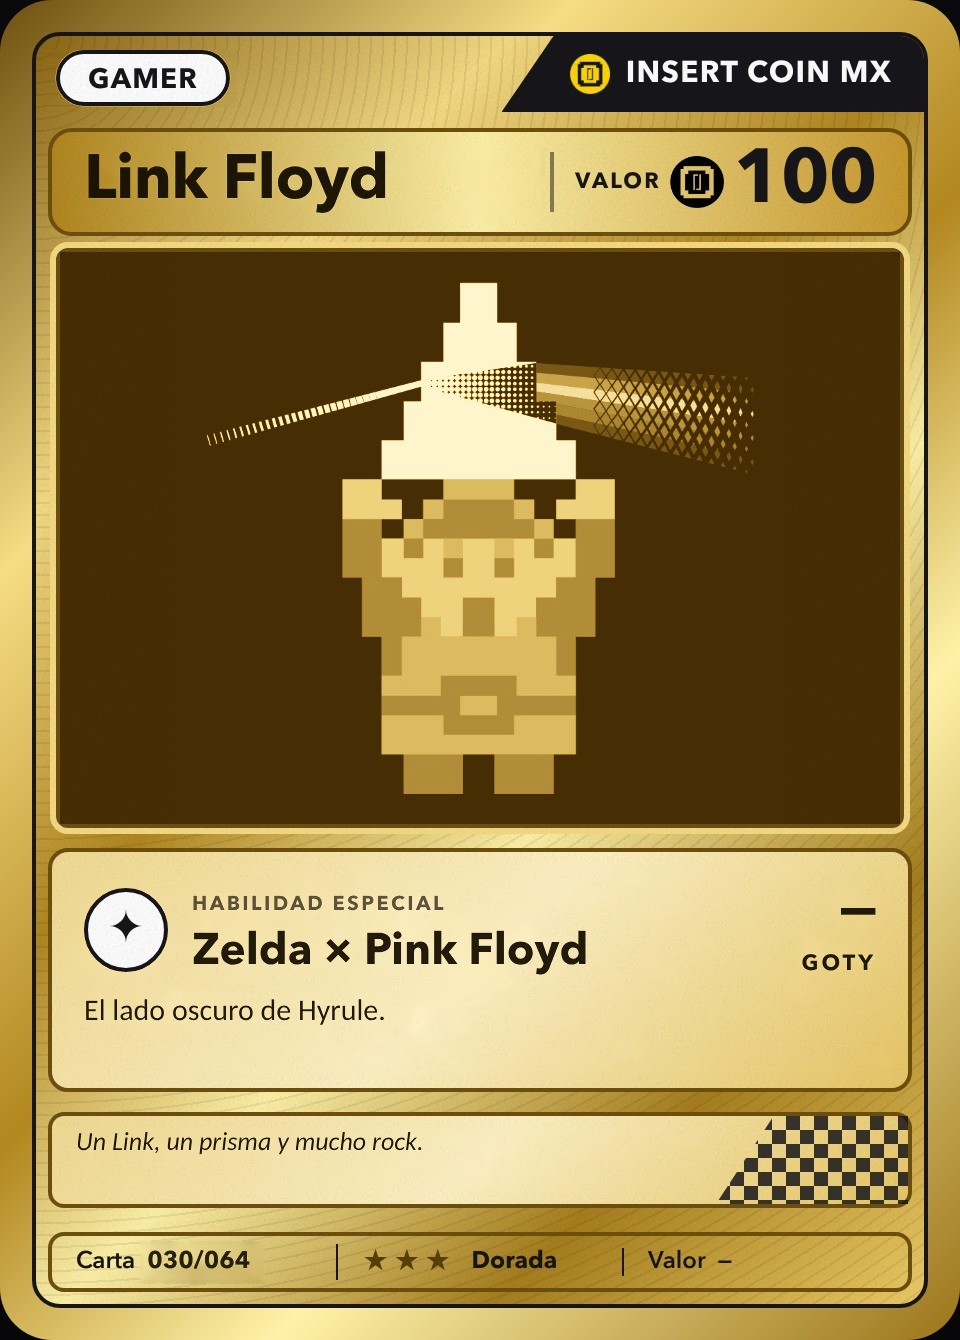 GAMER
INSERT COIN MX
Link Floyd
VALOR 100
HABILIDAD ESPECIAL
Zelda × Pink Floyd
–
GOTY
El lado oscuro de Hyrule.
Un Link, un prisma y mucho rock.
Carta 030/064 ★★★ Dorada Valor –